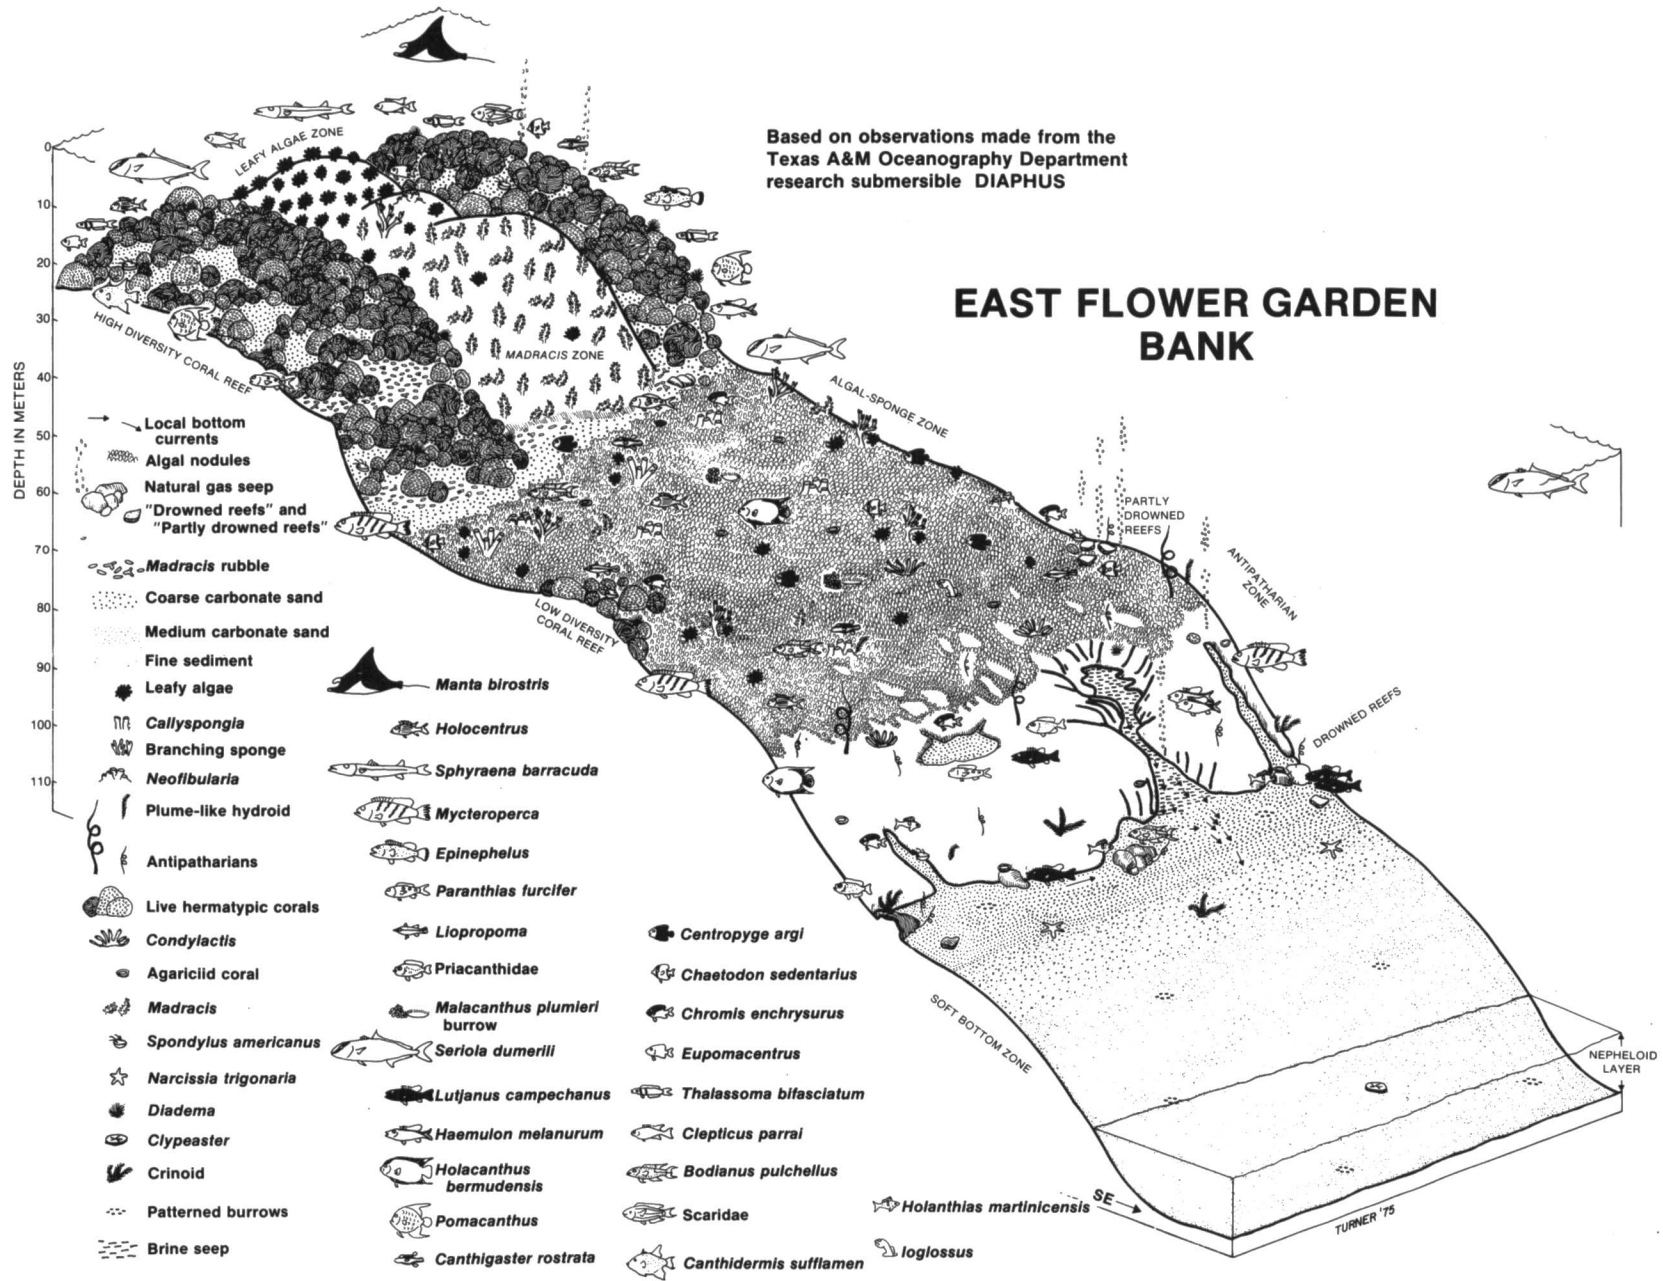 Based on observations made from the
Texas A&M Oceanography Department
research submersible DIAPHUS
EAST FLOWER GARDEN
BANK
LEAFY ALGAE ZONE
HIGH DIVERSITY CORAL REEF
MADRACIS ZONE
ALGAL-SPONGE ZONE
PARTLY
DROWNED
REEFS
ANTIPATHARIAN
ZONE
LOW DIVERSITY
CORAL REEF
DROWNED REEFS
SOFT BOTTOM ZONE
NEPHELOID
LAYER
SE
TURNER '75
DEPTH IN METERS
0
10
20
30
40
50
60
70
80
90
100
110
Local bottom
currents
Algal nodules
Natural gas seep
"Drowned reefs" and
"Partly drowned reefs"
Madracis rubble
Coarse carbonate sand
Medium carbonate sand
Fine sediment
Leafy algae
Callyspongia
Branching sponge
Neofibularia
Plume-like hydroid
Antipatharians
Live hermatypic corals
Condylactis
Agariciid coral
Madracis
Spondylus americanus
Narcissia trigonaria
Diadema
Clypeaster
Crinoid
Patterned burrows
Brine seep
Manta birostris
Holocentrus
Sphyraena barracuda
Mycteroperca
Epinephelus
Paranthias furcifer
Liopropoma
Priacanthidae
Malacanthus plumieri
burrow
Seriola dumerili
Lutjanus campechanus
Haemulon melanurum
Holacanthus
bermudensis
Pomacanthus
Canthigaster rostrata
Centropyge argi
Chaetodon sedentarius
Chromis enchrysurus
Eupomacentrus
Thalassoma bifasciatum
Clepticus parrai
Bodianus pulchellus
Scaridae
Canthidermis sufflamen
Holanthias martinicensis
Ioglossus